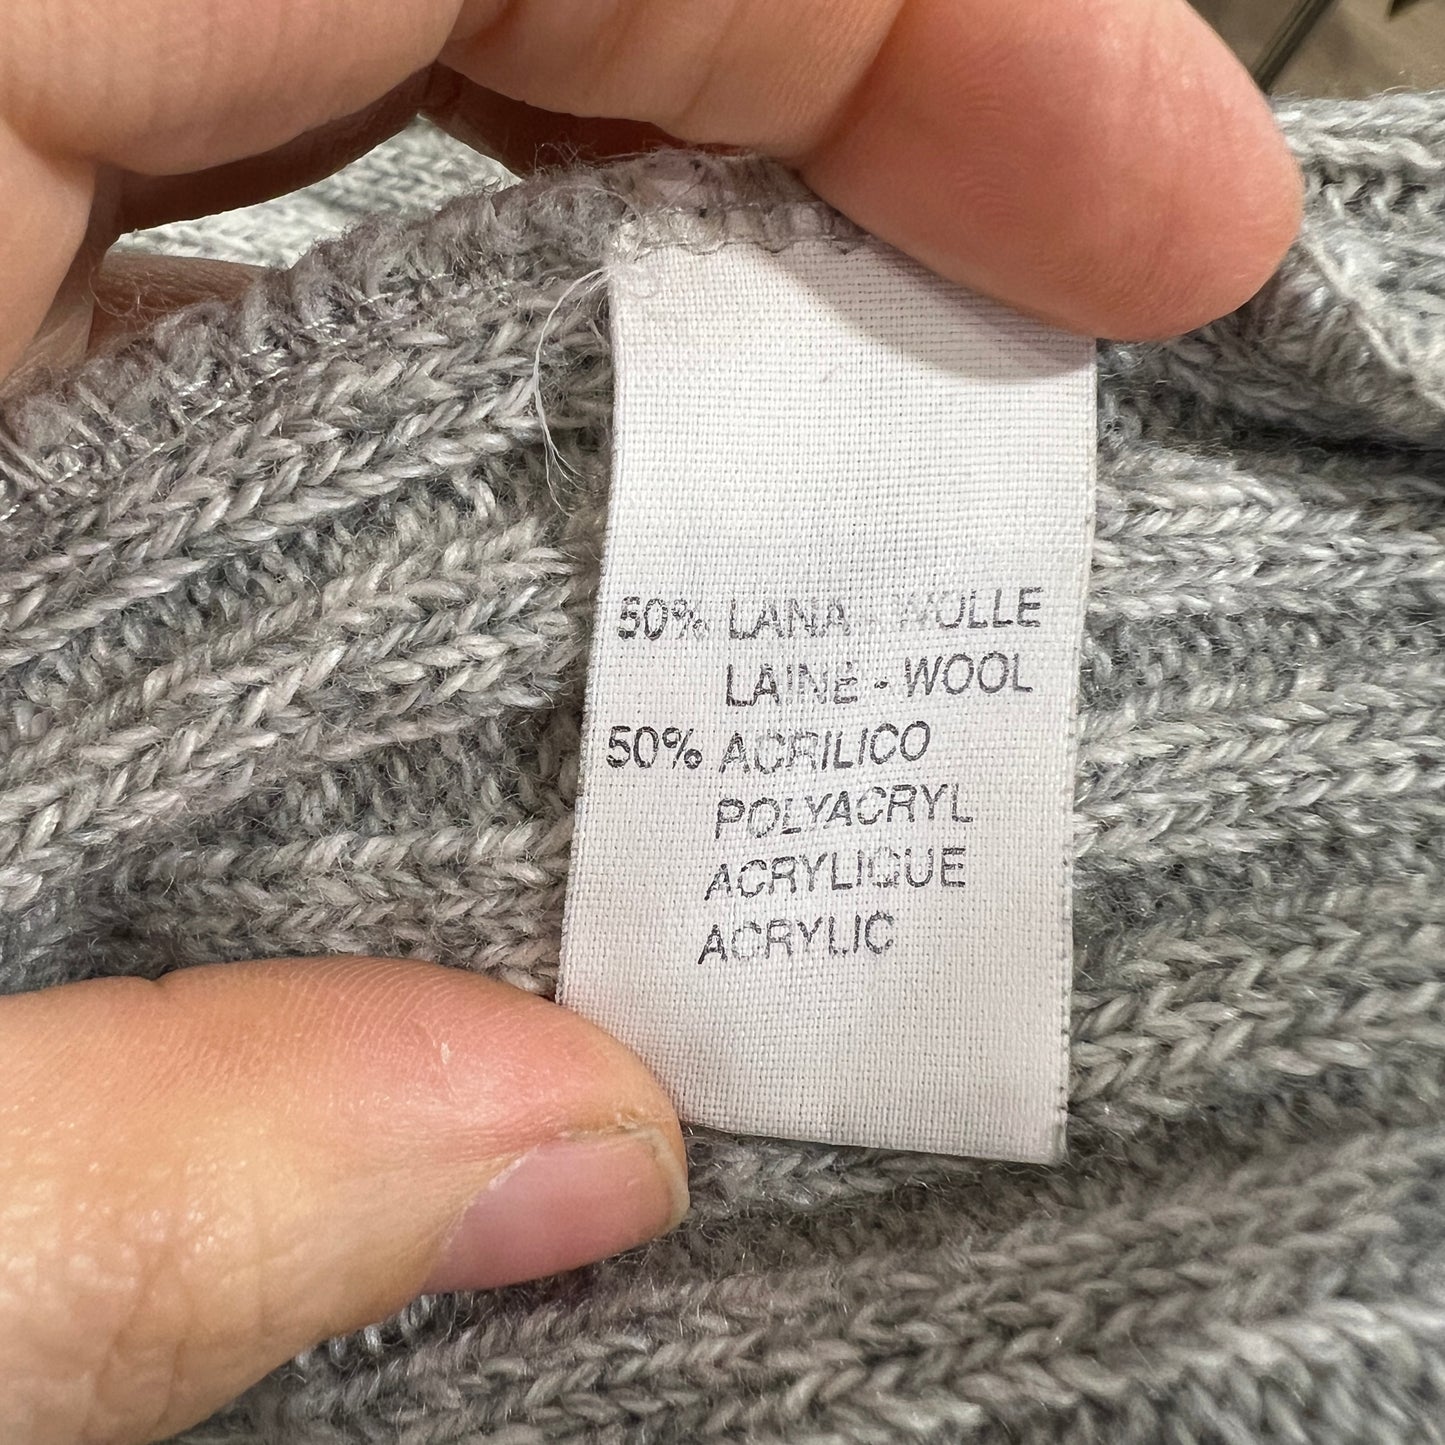 50% LANA - WOLLE
LAINE - WOOL
50% ACRILICO
POLYACRYL
ACRYLIQUE
ACRYLIC